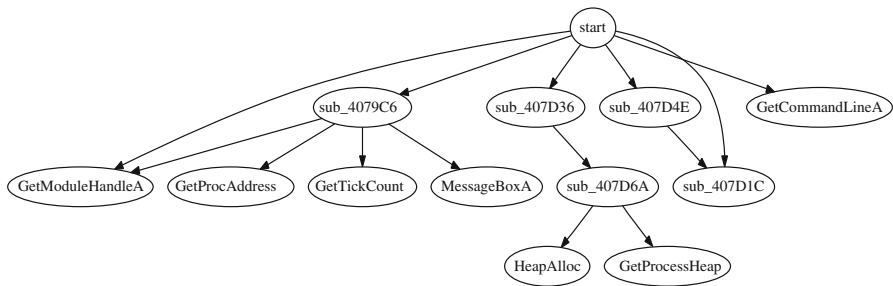 start
sub_4079C6
sub_407D36
sub_407D4E
GetCommandLineA
GetModuleHandleA
GetProcAddress
GetTickCount
MessageBoxA
sub_407D6A
sub_407D1C
HeapAlloc
GetProcessHeap